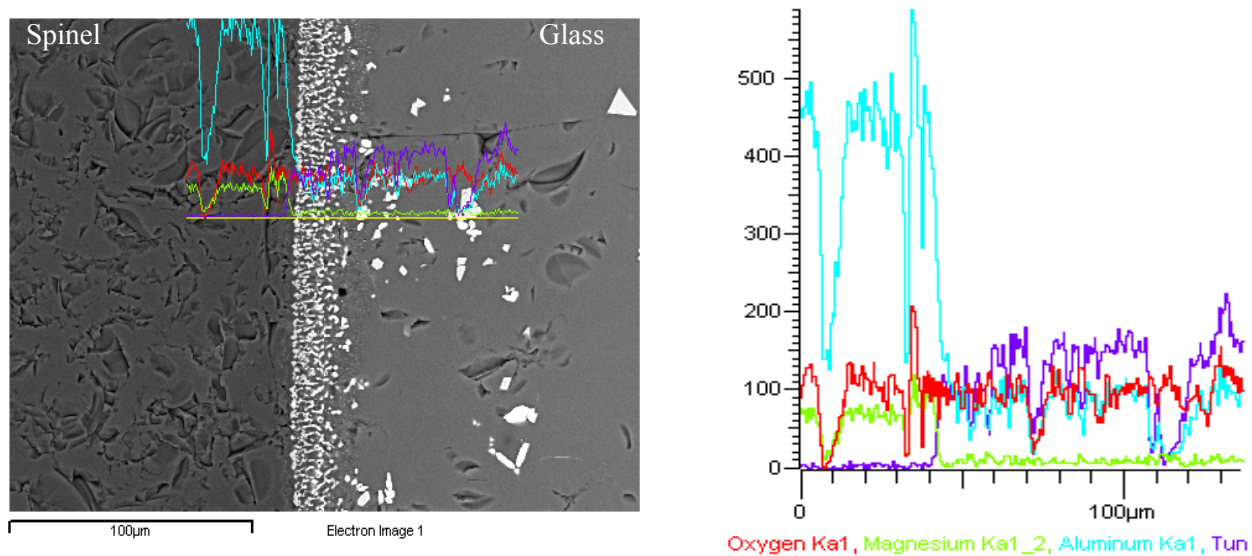 Spinel
Glass
100µm
Electron Image 1
500
400
300
200
100
0
0
100µm
Oxygen Ka1, Magnesium Ka1_2, Aluminum Ka1, Tun